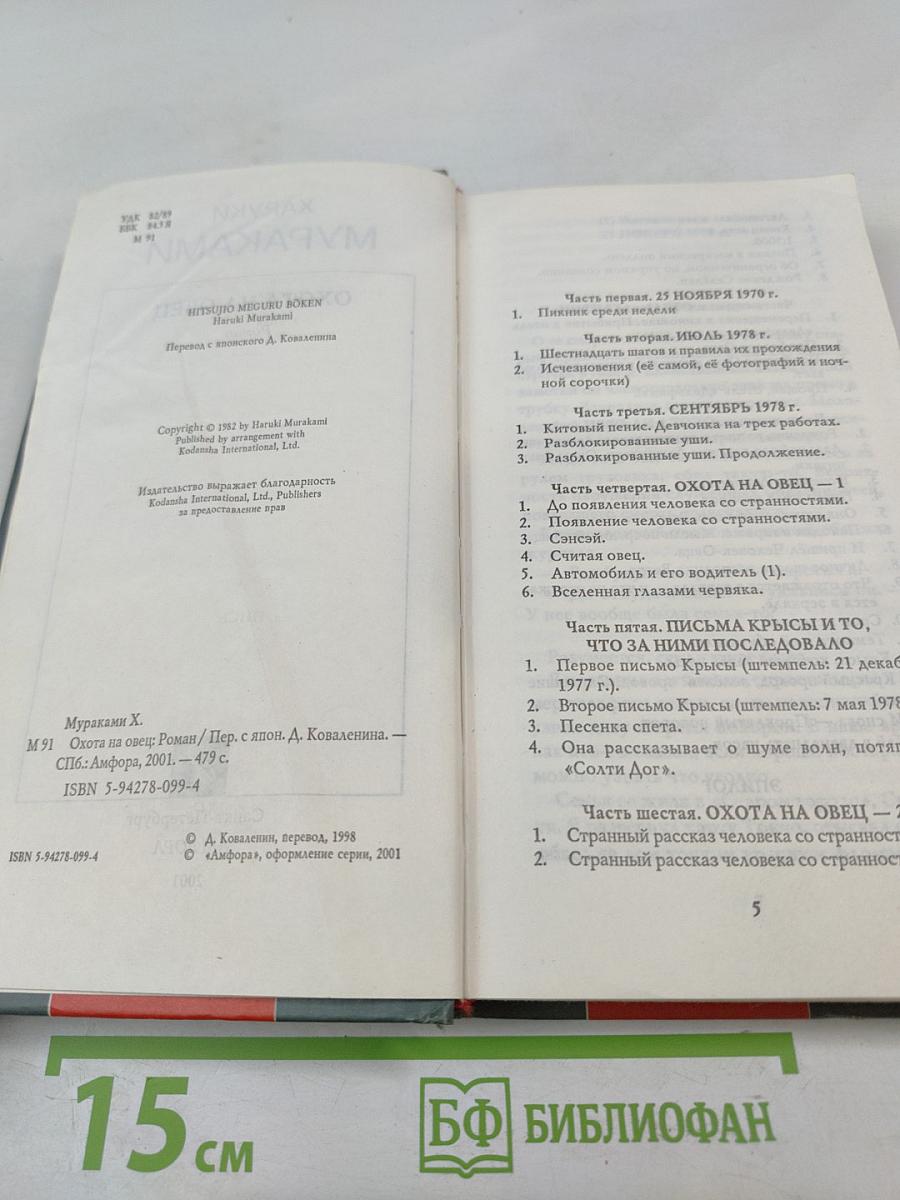 УДК 82/89
ББК 84.5Я
М 91
HITSUJIO MEGURU BŌKEN
Haruki Murakami
Перевод с японского Д. Коваленина
Copyright © 1982 by Haruki Murakami
Published by arrangement with
Kodansha International, Ltd.
Издательство выражает благодарность
Kodansha International, Ltd., Publishers
за предоставление прав
Мураками Х.
М 91 Охота на овец: Роман / Пер. с япон. Д. Коваленина. —
СПб.: Амфора, 2001. — 479 с.
ISBN 5-94278-099-4
© Д. Коваленин, перевод, 1998
ISBN 5-94278-099-4 © «Амфора», оформление серии, 2001
Часть первая. 25 НОЯБРЯ 1970 г.
1. Пикник среди недели
Часть вторая. ИЮЛЬ 1978 г.
1. Шестнадцать шагов и правила их прохождения
2. Исчезновения (её самой, её фотографий и ноч-
ной сорочки)
Часть третья. СЕНТЯБРЬ 1978 г.
1. Китовый пенис. Девчонка на трех работах.
2. Разблокированные уши.
3. Разблокированные уши. Продолжение.
Часть четвертая. ОХОТА НА ОВЕЦ — 1
1. До появления человека со странностями.
2. Появление человека со странностями.
3. Сэнсэй.
4. Считая овец.
5. Автомобиль и его водитель (1).
6. Вселенная глазами червяка.
Часть пятая. ПИСЬМА КРЫСЫ И ТО,
ЧТО ЗА НИМИ ПОСЛЕДОВАЛО
1. Первое письмо Крысы (штемпель: 21 декаб
1977 г.).
2. Второе письмо Крысы (штемпель: 7 мая 1978
3. Песенка спета.
4. Она рассказывает о шуме волн, потяг
«Солти Дог».
Часть шестая. ОХОТА НА ОВЕЦ — 2
1. Странный рассказ человека со странност
2. Странный рассказ человека со странност
5
15 см
БФ БИБЛИОФАН